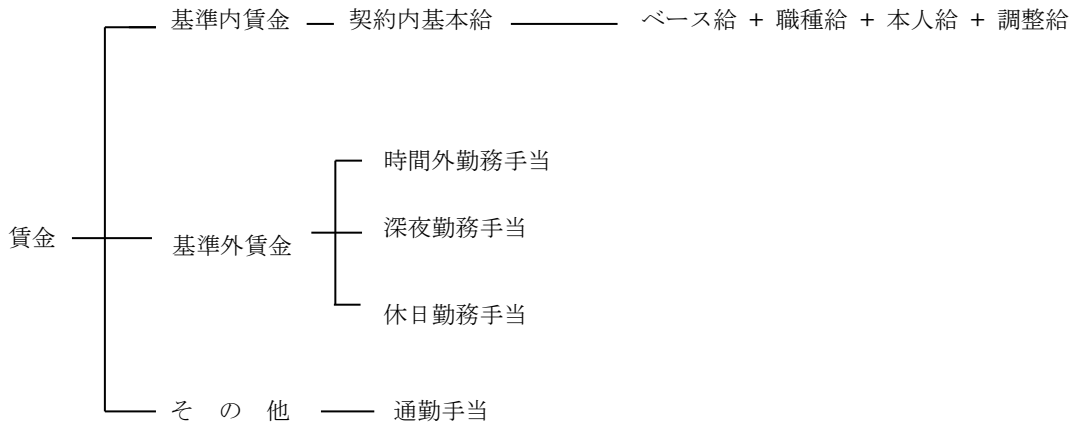 基準内賃金 契約内基本給 ベース給 + 職種給 + 本人給 + 調整給
時間外勤務手当
深夜勤務手当
賃金 基準外賃金
休日勤務手当
そ の 他 通勤手当